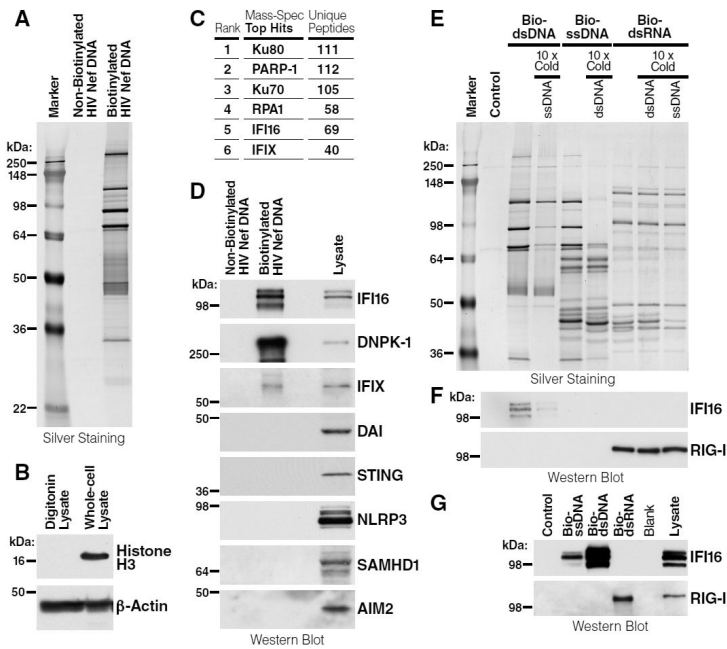 A
Marker
Non-Biotinylated
HIV Nef DNA
Biotinylated
HIV Nef DNA
kDa:
250
148
98
64
50
36
22
Silver Staining
B
Digitonin
Lysate
Whole-cell
Lysate
kDa:
16
Histone
H3
50
β-Actin
Western Blot
C
Mass-Spec Unique
Rank Top Hits Peptides
1 Ku80 111
2 PARP-1 112
3 Ku70 105
4 RPA1 58
5 IFI16 69
6 IFIX 40
D
Non-Biotinylated
HIV Nef DNA
Biotinylated
HIV Nef DNA
Lysate
kDa:
98
IFI16
250
DNPK-1
50
IFIX
50
DAI
36
STING
98
NLRP3
64
SAMHD1
50
AIM2
Western Blot
E
Bio-
dsDNA
Bio-
ssDNA
Bio-
dsRNA
10 x
Cold
10 x
Cold
10 x
Cold
Marker
Control
ssDNA
dsDNA
dsDNA
ssDNA
kDa:
250
148
98
64
50
36
Silver Staining
F
kDa:
98
IFI16
98
RIG-I
Western Blot
G
Control
Bio-
ssDNA
Bio-
dsDNA
Bio-
dsRNA
Blank
Lysate
kDa:
98
IFI16
98
RIG-I
Western Blot